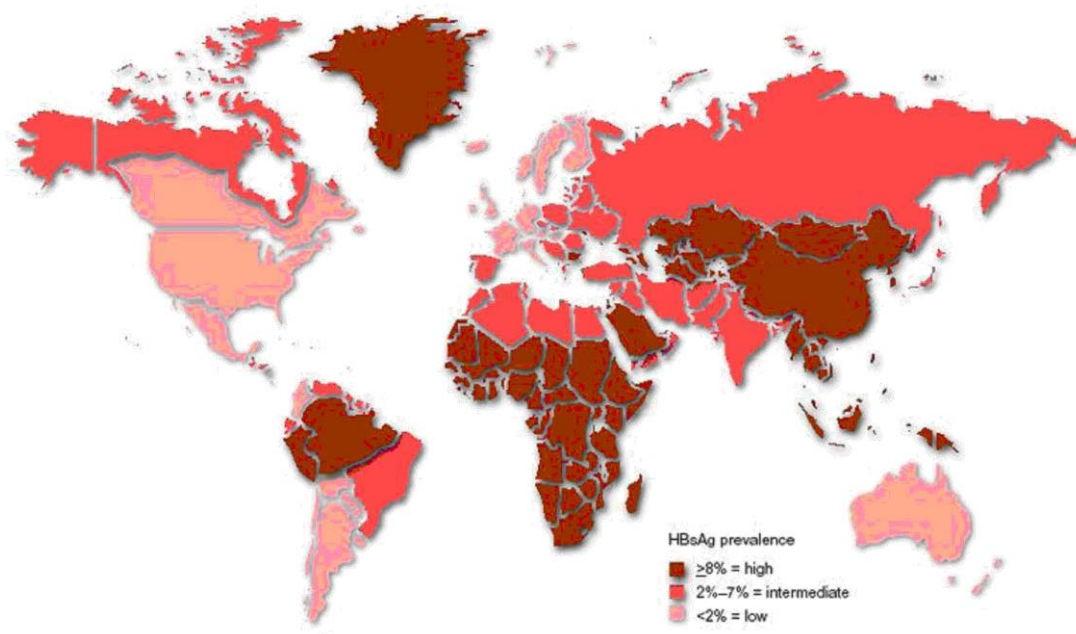 HBsAg prevalence
≥8% = high
2%–7% = intermediate
<2% = low